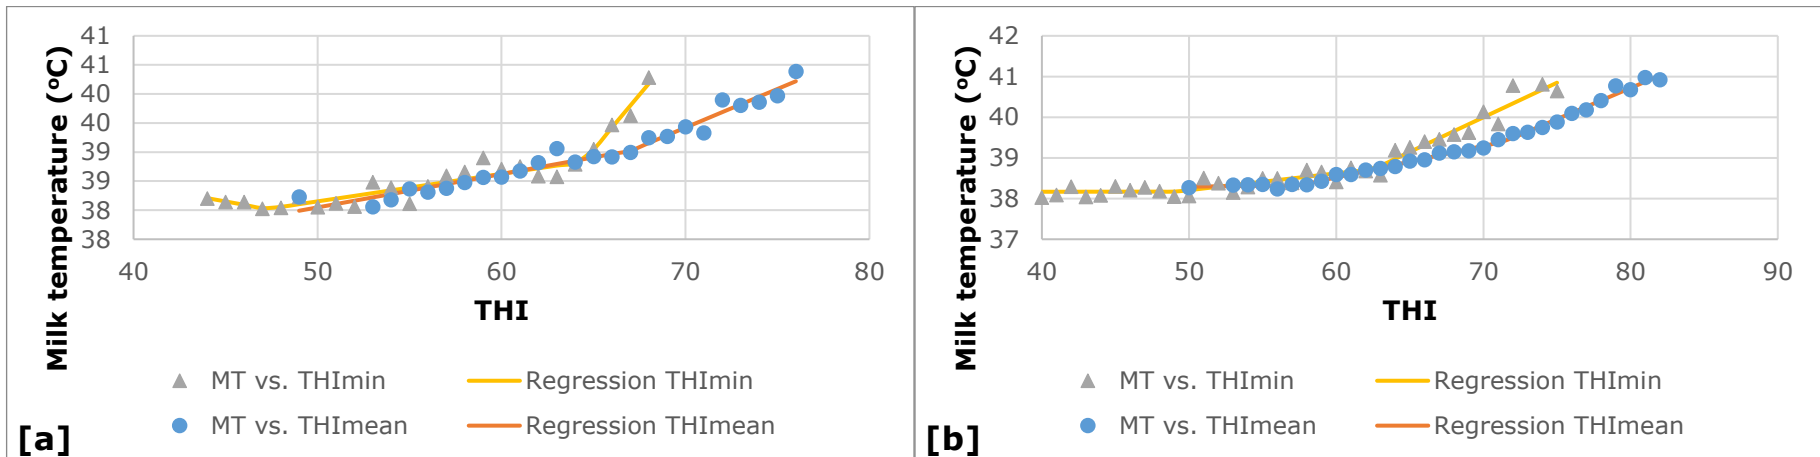 Milk temperature (°C)
41
41
40
40
39
39
38
38
40 50 60 70 80
THI
MT vs. THImin Regression THImin
MT vs. THImean Regression THImean
[a]
Milk temperature (°C)
42
41
40
39
38
37
40 50 60 70 80 90
THI
MT vs. THImin Regression THImin
MT vs. THImean Regression THImean
[b]